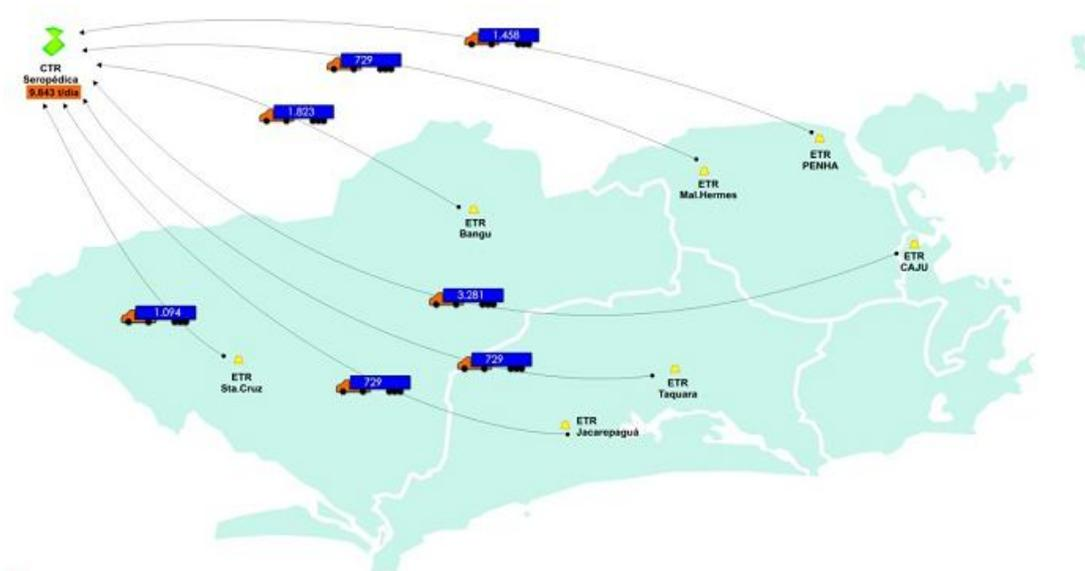 1.458
729
CTR
Seropédica
9.843 t/dia
1.823
ETR
PENHA
ETR
Mal.Hermes
ETR
Bangu
ETR
CAJU
3.281
1.094
729
729
ETR
Sta.Cruz
ETR
Taquara
ETR
Jacarepaguá